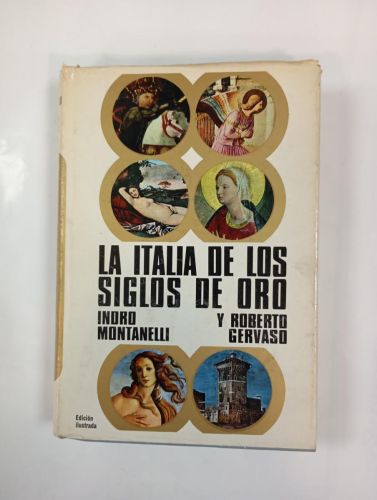 LA ITALIA DE LOS
SIGLOS DE ORO
INDRO
MONTANELLI
Y ROBERTO
GERVASO
Edición
Ilustrada